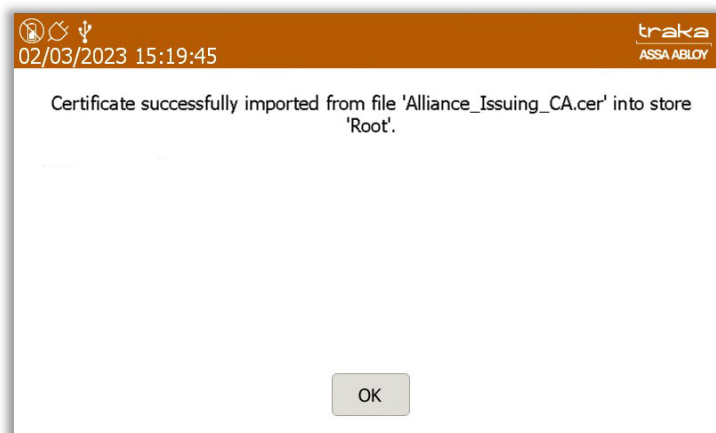 traka
02/03/2023 15:19:45
ASSA ABLOY
Certificate successfully imported from file 'Alliance_Issuing_CA.cer' into store
'Root'.
OK